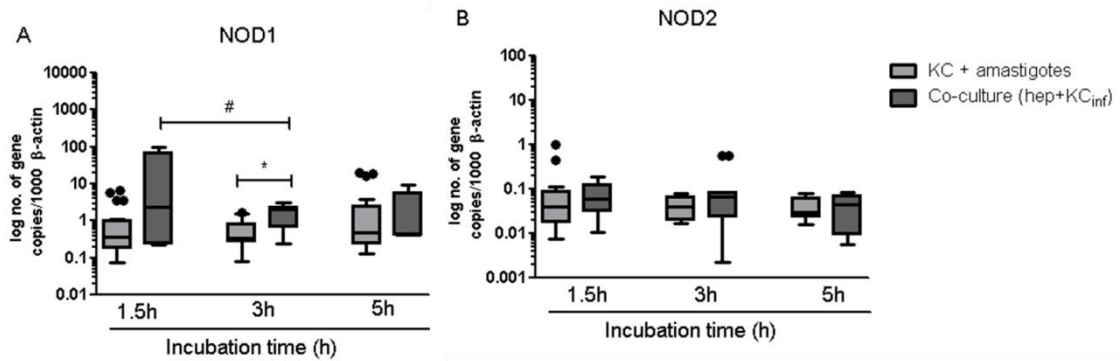 A
NOD1
log no. of gene
copies/1000 β-actin
10000
1000
100
10
1
0.1
0.01
#
*
1.5h
3h
5h
Incubation time (h)
B
NOD2
log no. of gene
copies/1000 β-actin
100
10
1
0.1
0.01
0.001
1.5h
3h
5h
Incubation time (h)
KC + amastigotes
Co-culture (hep+KCinf)